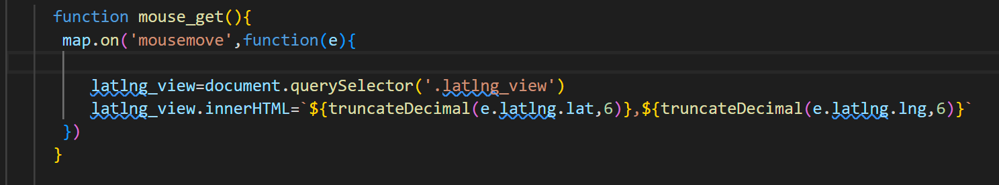 function mouse_get(){
map.on('mousemove',function(e){
latlng_view=document.querySelector('.latlng_view')
latlng_view.innerHTML=`${truncateDecimal(e.latlng.lat,6)},${truncateDecimal(e.latlng.lng,6)}`
})
}